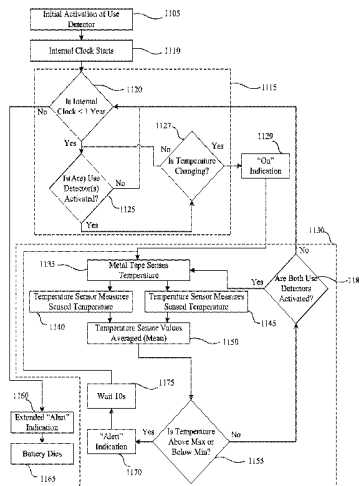 Initial Activation of Use
Detector
1105
Internal Clock Starts
1110
1115
1120
Is Internal
Clock < 1 Year
No
Yes
1127
1129
No
Yes
Is Temperature
Changing?
"On"
Indication
Is(Are) Use
Detector(s)
Activated?
No
1125
Yes
1130
No
1135
Metal Tape Senses
Temperature
Yes
Are Both Use
Detectors
Activated?
118
Temperature Sensor Measures
Sensed Temperature
1140
Temperature Sensor Measures
Sensed Temperature
1145
Temperature Sensor Values
Averaged (Mean)
1150
1175
Wait 10s
1160
Extended "Alert"
Indication
Battery Dies
1165
"Alert"
Indication
1170
Yes
Is Temperature
Above Max or
Below Min?
No
1155